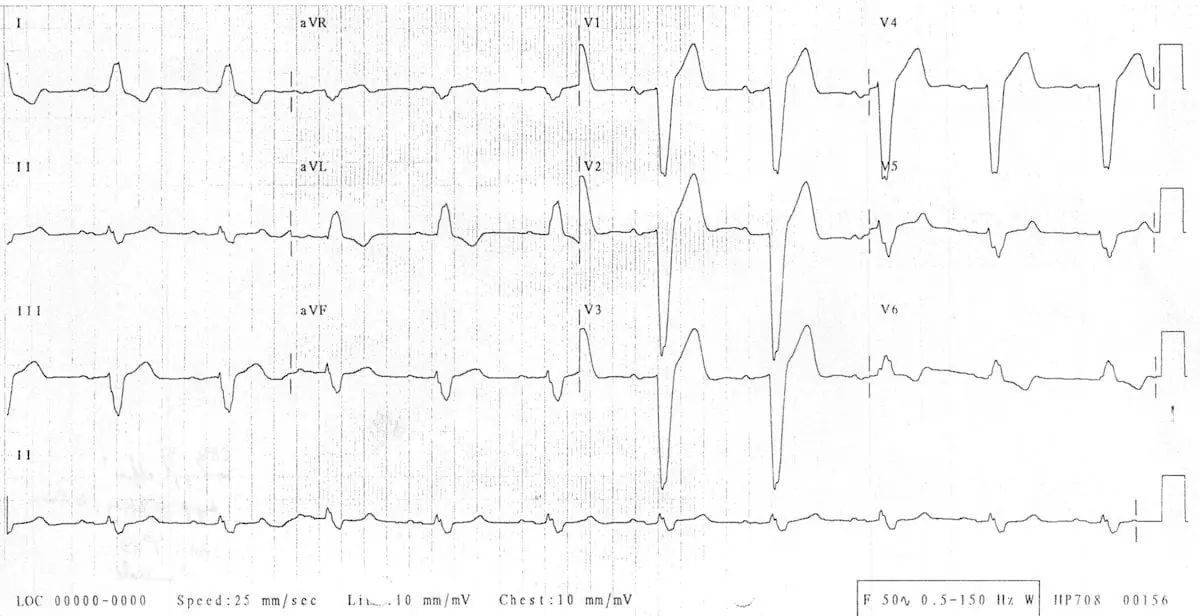 I aVR V1 V4
II aVL V2 V5
III aVF V3 V6
II
LOC 00000-0000 Speed:25 mm/sec 10 mm/mV Chest:10 mm/mV F 50∿ 0.5-150 Hz W HP708 00156